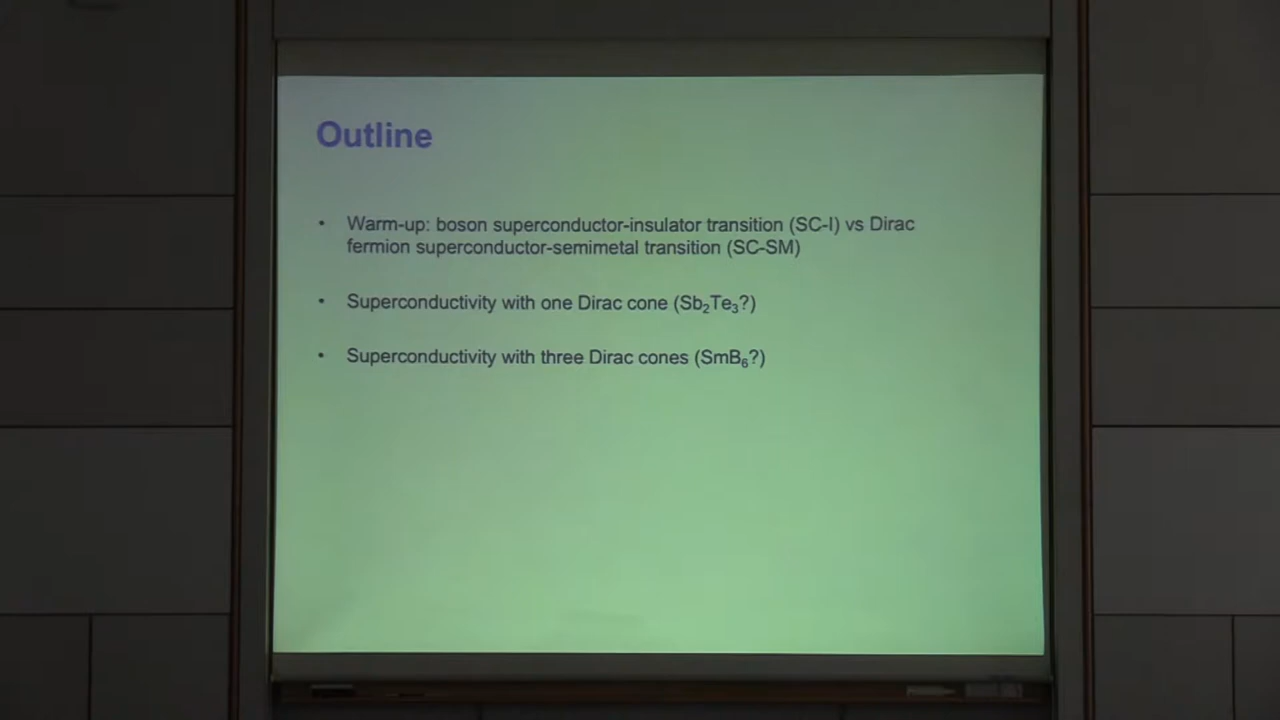 Outline
• Warm-up: boson superconductor-insulator transition (SC-I) vs Dirac
fermion superconductor-semimetal transition (SC-SM)
• Superconductivity with one Dirac cone (Sb₂Te₃?)
• Superconductivity with three Dirac cones (SmB₆?)